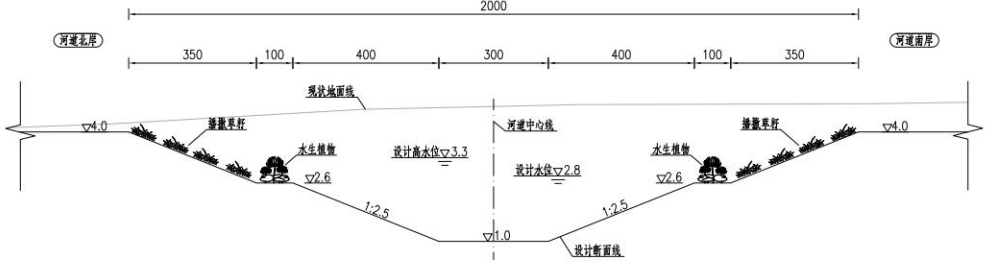 2000
河道北岸
河道南岸
350 100 400 300 400 100 350
现状地面线
▽4.0
播撒草籽
水生植物
河道中心线
设计高水位▽3.3
设计水位▽2.8
水生植物
播撒草籽
▽4.0
▽2.6
▽2.6
1:2.5
1:2.5
▽1.0
设计断面线